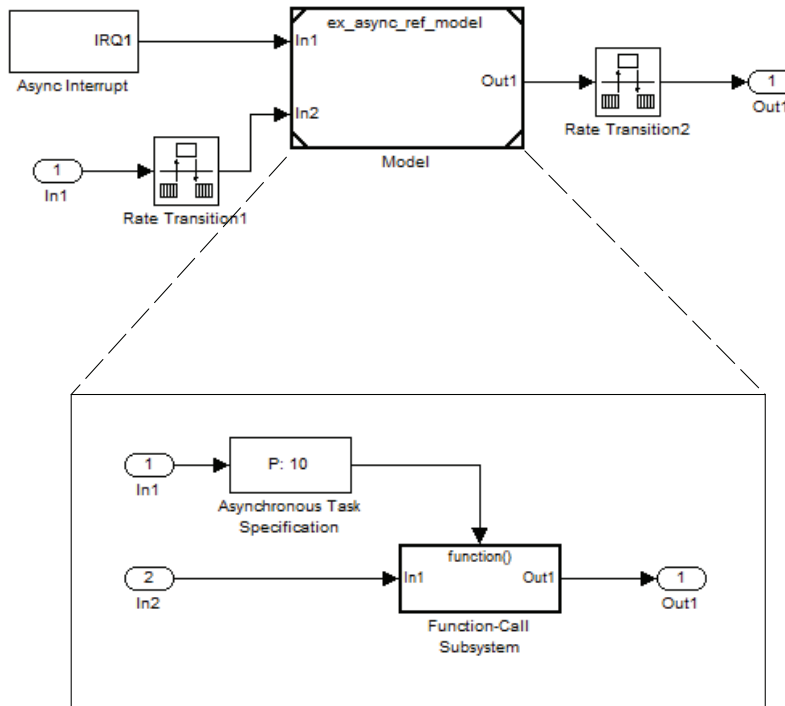 ex_async_ref_model
IRQ1
In1
Async Interrupt
Out1
1
Out1
In2
Rate Transition2
Model
1
In1
Rate Transition1
1
P: 10
In1
Asynchronous Task
Specification
function()
2
In1
Out1
1
In2
Out1
Function-Call
Subsystem